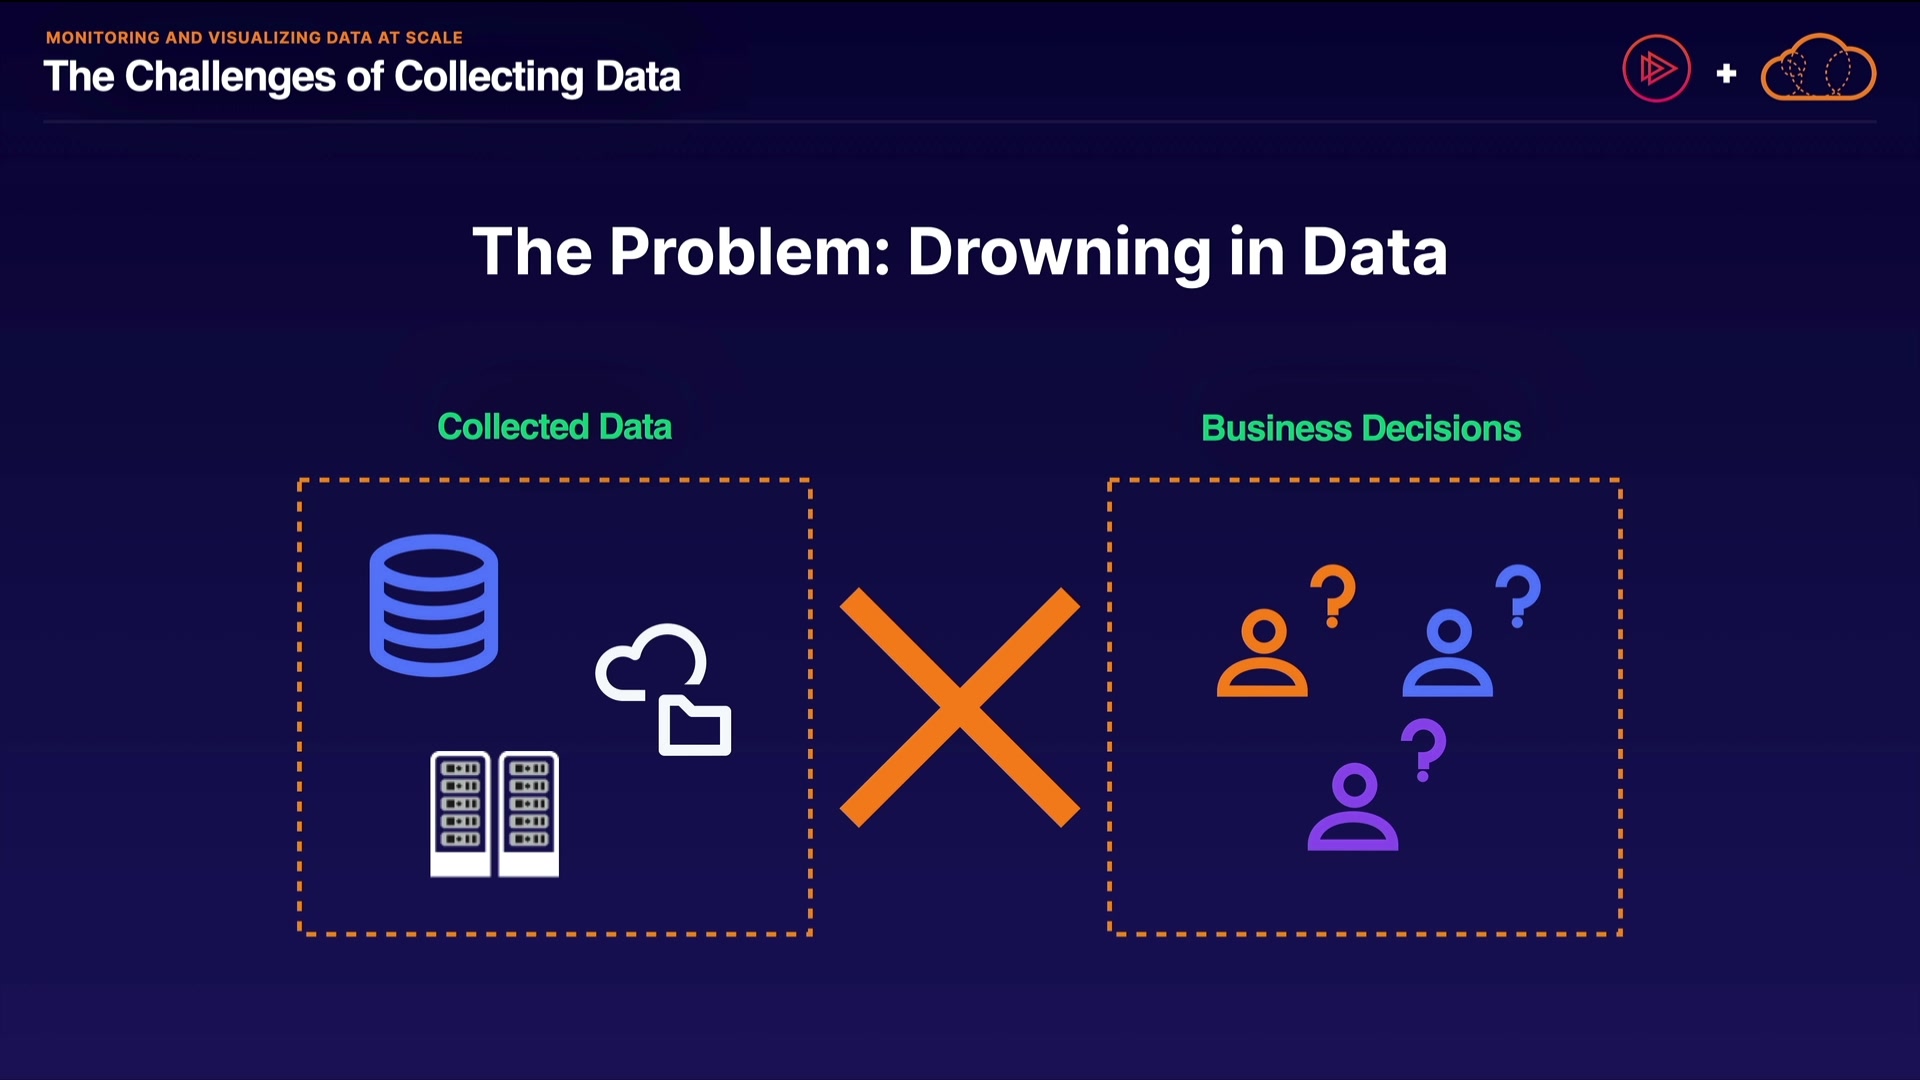 MONITORING AND VISUALIZING DATA AT SCALE
The Challenges of Collecting Data
+
The Problem: Drowning in Data
Collected Data
Business Decisions
? ?
?